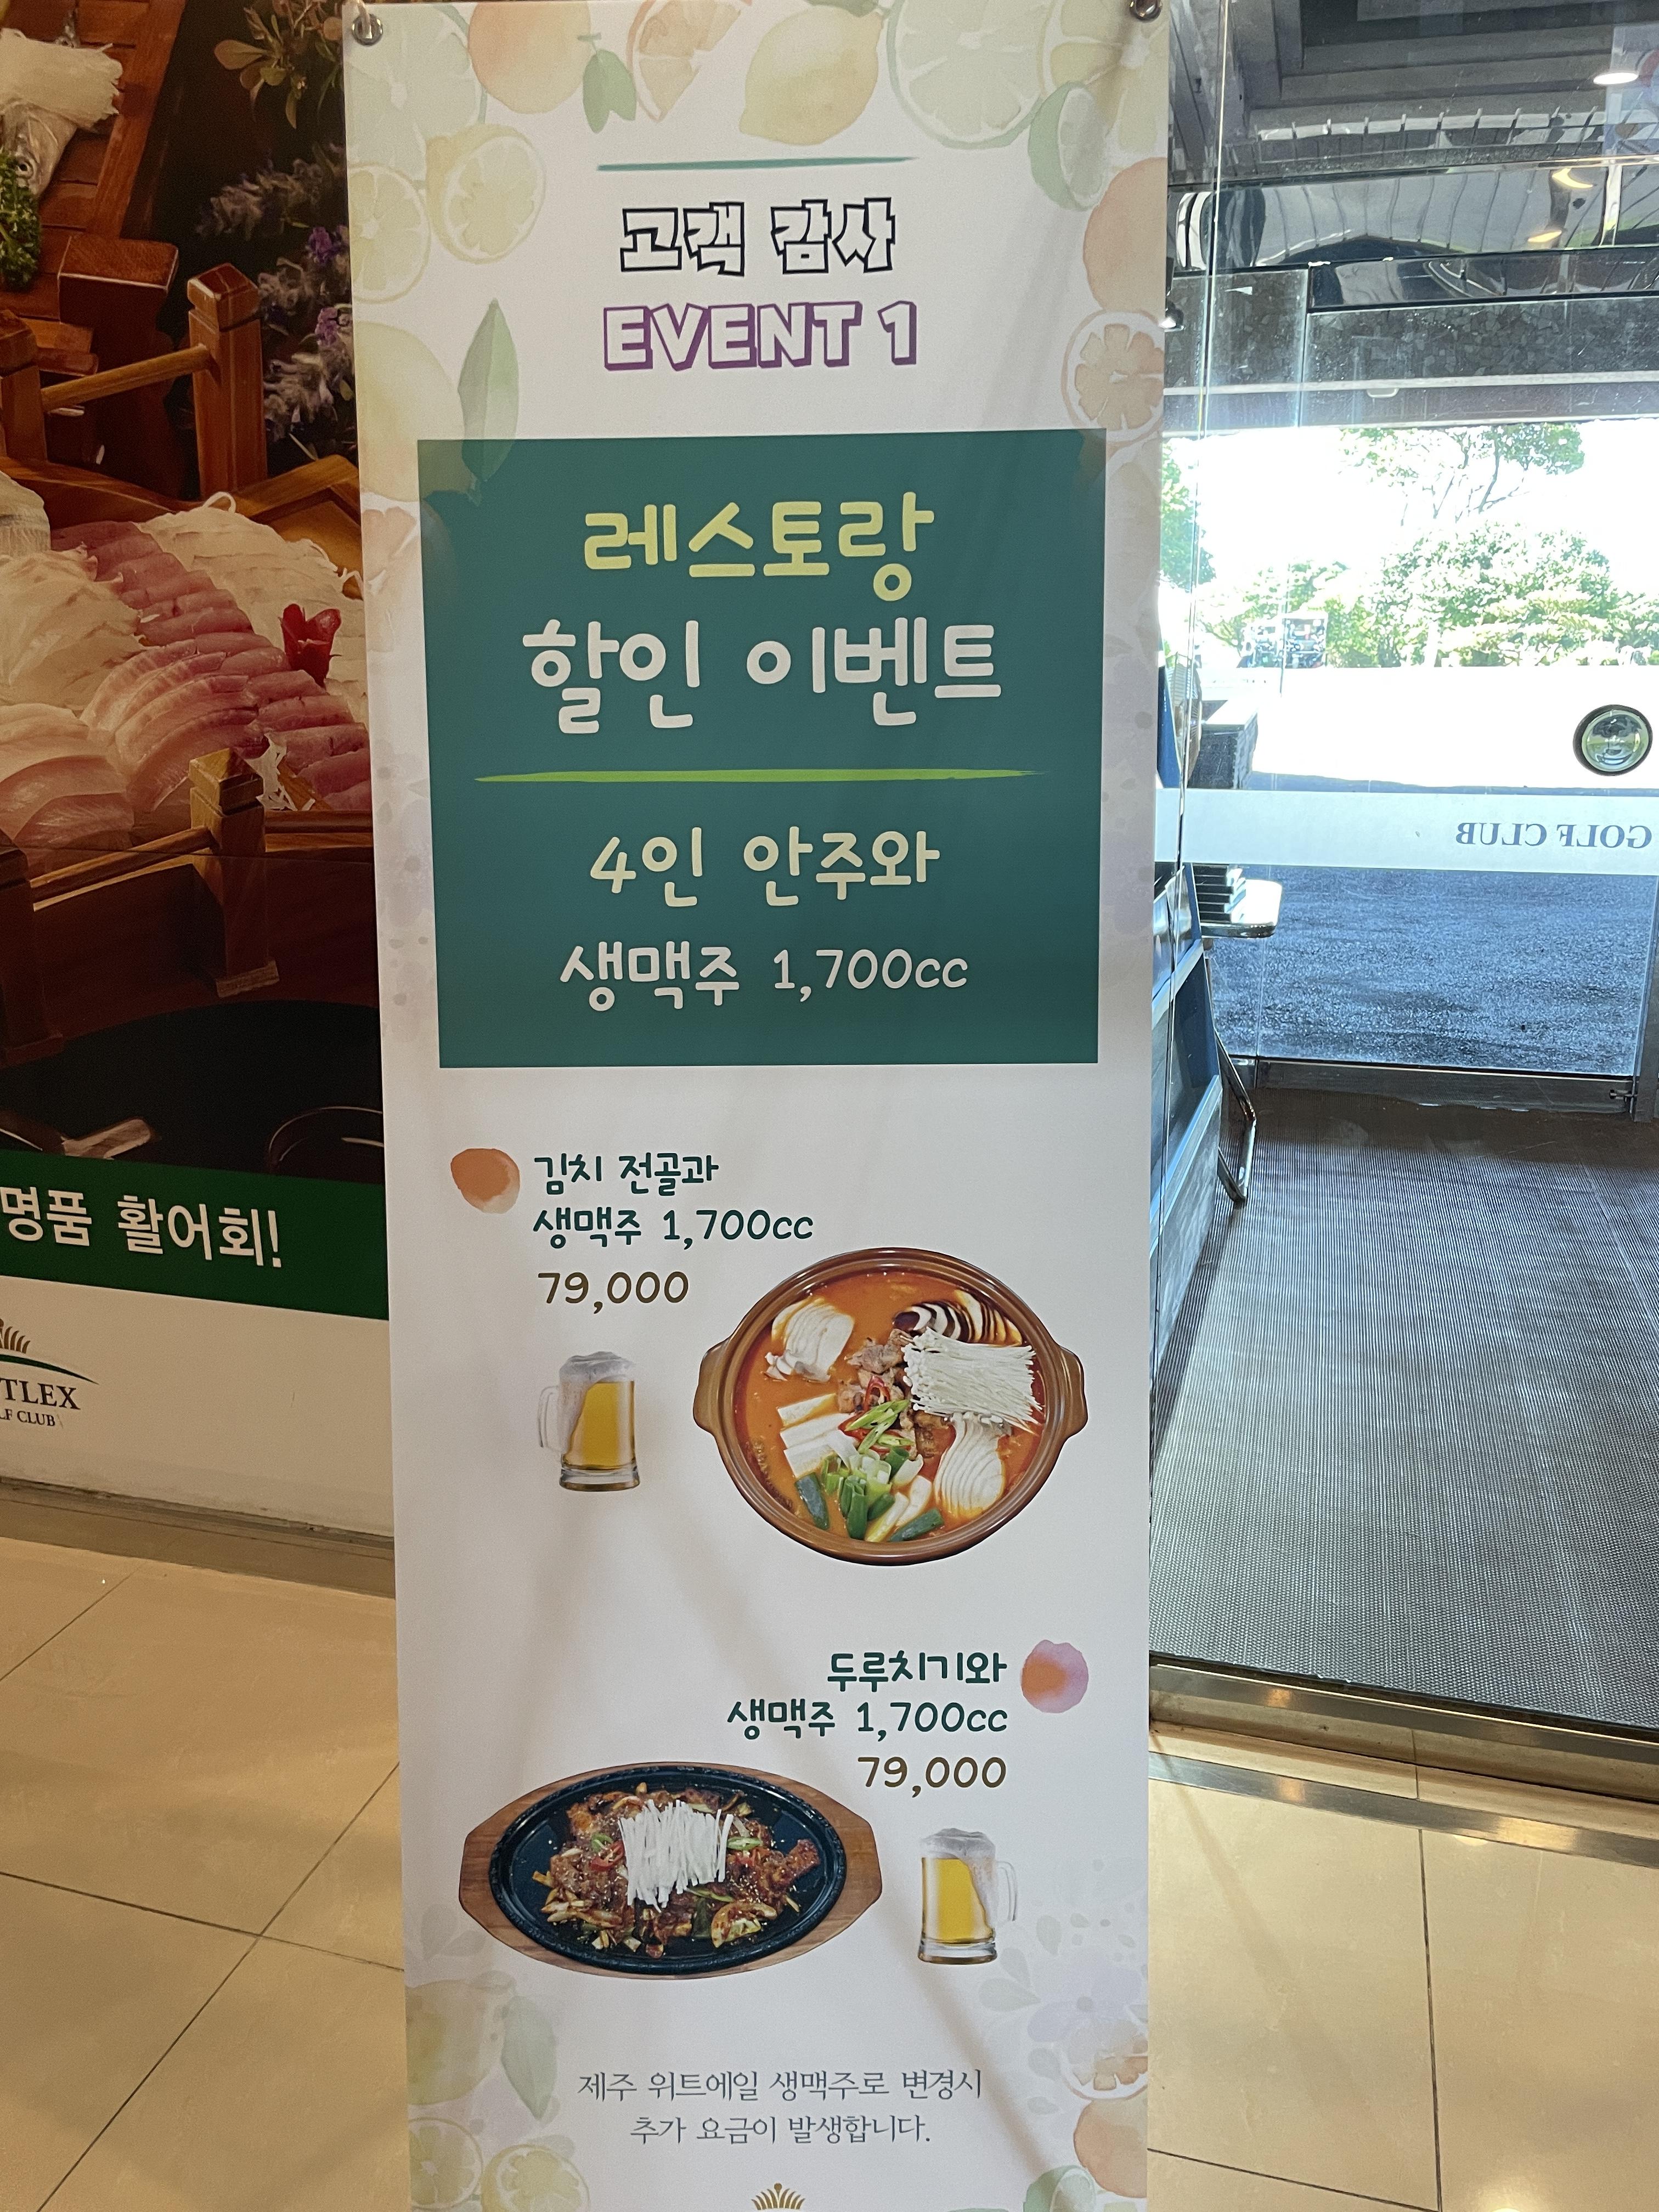 고객 감사
EVENT 1
레스토랑
할인 이벤트
4인 안주와
생맥주 1,700cc
김치 전골과
생맥주 1,700cc
79,000
두루치기와
생맥주 1,700cc
79,000
제주 위트에일 생맥주로 변경시
추가 요금이 발생합니다.
명품 활어회!
TLEX
LF CLUB
GOLF CLUB